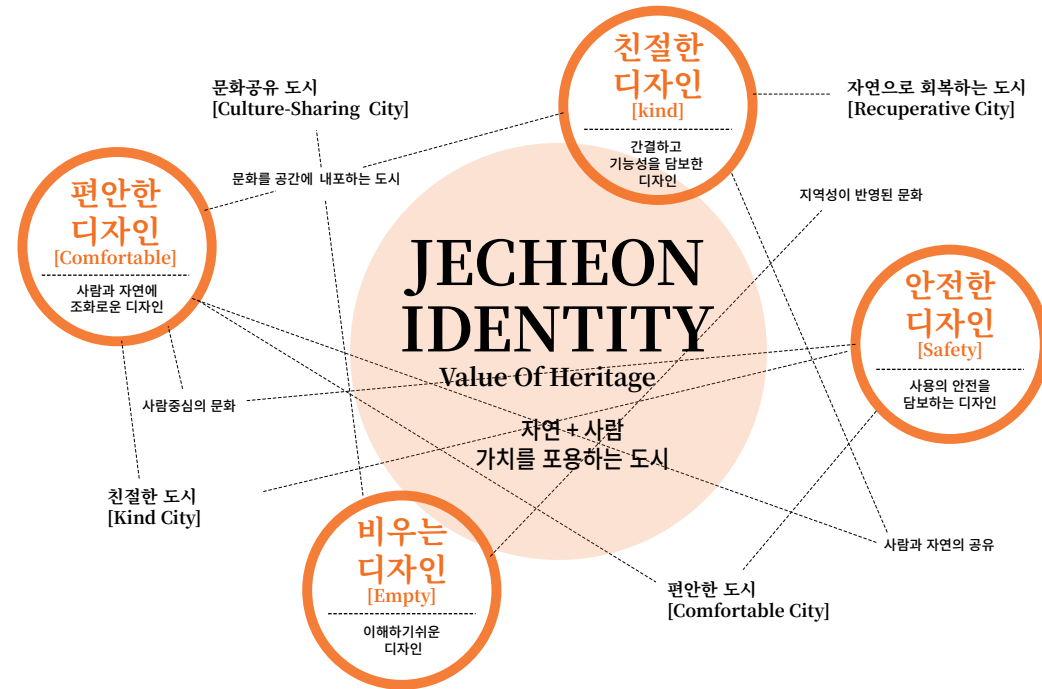 친절한
디자인
[kind]
간결하고
기능성을 담보한
디자인
문화공유 도시
[Culture-Sharing City]
자연으로 회복하는 도시
[Recuperative City]
문화를 공간에 내포하는 도시
지역성이 반영된 문화
편안한
디자인
[Comfortable]
사람과 자연에
조화로운 디자인
JECHEON
IDENTITY
Value Of Heritage
자연 + 사람
가치를 포용하는 도시
안전한
디자인
[Safety]
사용의 안전을
담보하는 디자인
사람중심의 문화
친절한 도시
[Kind City]
비우는
디자인
[Empty]
이해하기쉬운
디자인
사람과 자연의 공유
편안한 도시
[Comfortable City]